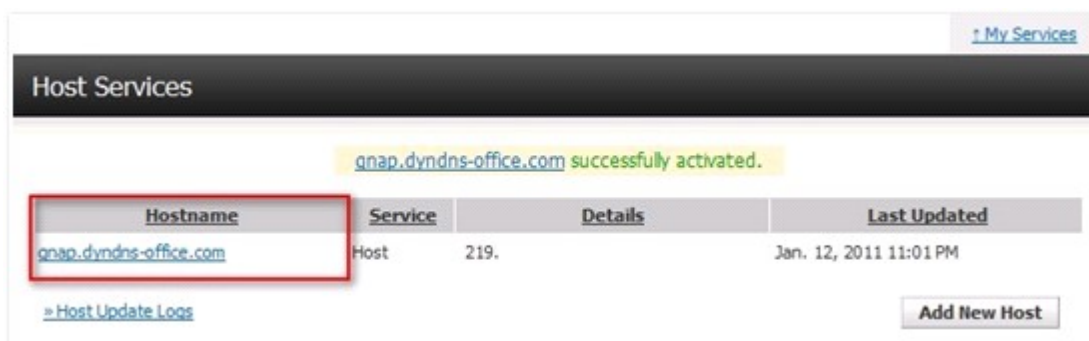 ↑ My Services
Host Services
qnap.dyndns-office.com successfully activated.
Hostname Service Details Last Updated
qnap.dyndns-office.com Host 219. Jan. 12, 2011 11:01 PM
» Host Update Logs Add New Host